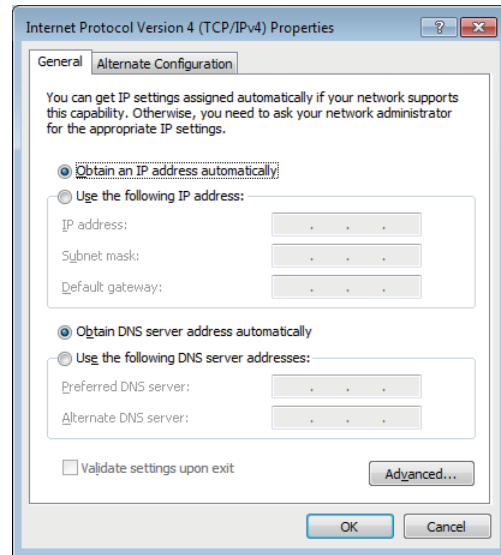 Internet Protocol Version 4 (TCP/IPv4) Properties
General
Alternate Configuration
You can get IP settings assigned automatically if your network supports
this capability. Otherwise, you need to ask your network administrator
for the appropriate IP settings.
Obtain an IP address automatically
Use the following IP address:
IP address:
Subnet mask:
Default gateway:
Obtain DNS server address automatically
Use the following DNS server addresses:
Preferred DNS server:
Alternate DNS server:
Validate settings upon exit
Advanced...
OK
Cancel